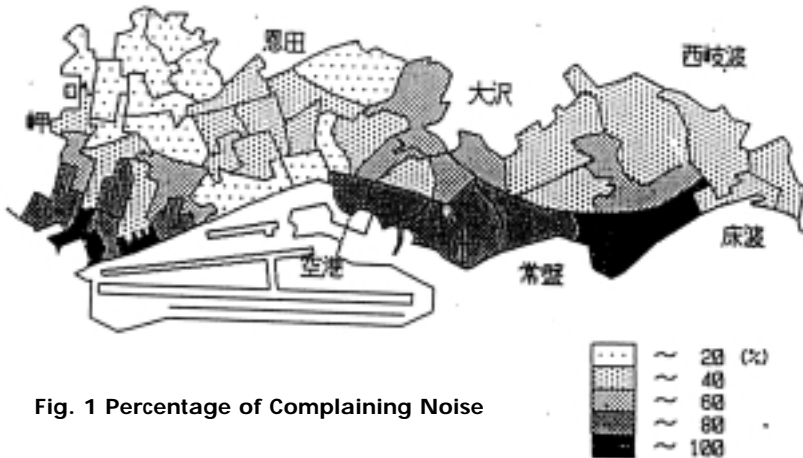 恩田
西岐波
大沢
岬
空港
常盤
床波
～ 20 (%)
～ 40
～ 60
～ 80
～ 100
Fig. 1 Percentage of Complaining Noise